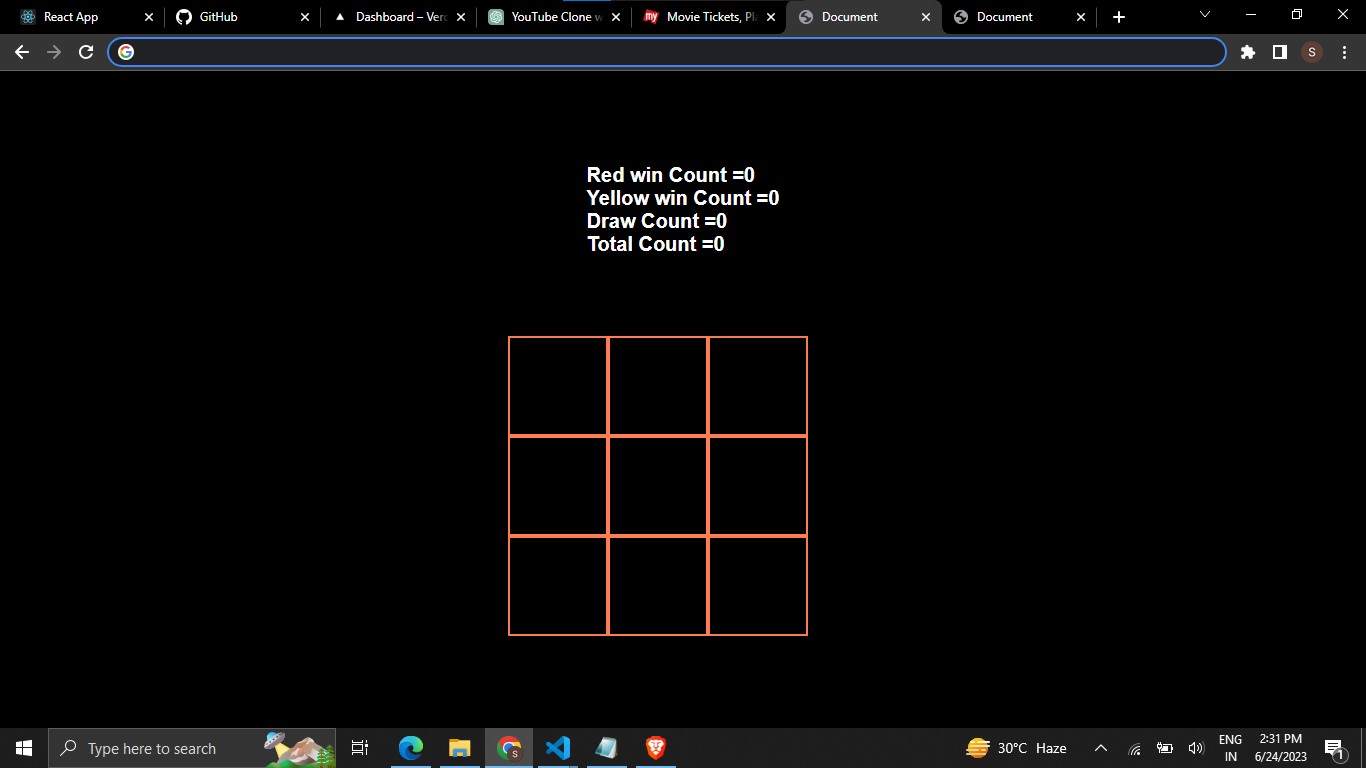 React App
GitHub
Dashboard – Verc
YouTube Clone w
my Movie Tickets, Pl
Document
Document
S
Red win Count =0
Yellow win Count =0
Draw Count =0
Total Count =0
Type here to search
S
30°C Haze
ENG
IN
2:31 PM
6/24/2023
1